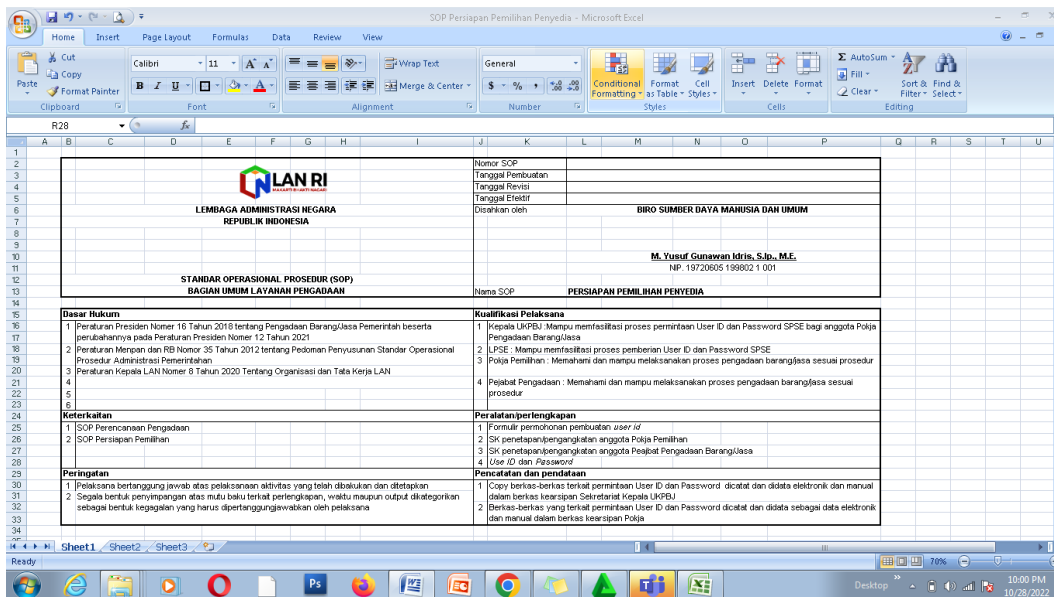 SOP Persiapan Pemilihan Penyedia - Microsoft Excel
Home Insert Page Layout Formulas Data Review View
Paste
Cut
Copy
Format Painter
Clipboard
Calibri 11
B I U
Font
Wrap Text
Merge & Center
Alignment
General
$ % ,
Number
Conditional Formatting
Format as Table
Cell Styles
Styles
Insert Delete Format
Cells
AutoSum
Fill
Clear
Sort & Filter
Find & Select
Editing
R28 fx
A B C D E F G H I J K L M N O P Q R S T U
LAN RI
MAKARTI BHAKTI NAGARI
LEMBAGA ADMINISTRASI NEGARA
REPUBLIK INDONESIA
STANDAR OPERASIONAL PROSEDUR (SOP)
BAGIAN UMUM LAYANAN PENGADAAN
Nomor SOP
Tanggal Pembuatan
Tanggal Revisi
Tanggal Efektif
Disahkan oleh BIRO SUMBER DAYA MANUSIA DAN UMUM
M. Yusuf Gunawan Idris, S.Ip., M.E.
NIP. 19720605 199802 1 001
Nama SOP PERSIAPAN PEMILIHAN PENYEDIA
Dasar Hukum
1 Peraturan Presiden Nomer 16 Tahun 2018 tentang Pengadaan Barang/Jasa Pemerintah beserta
perubahannya pada Peraturan Presiden Nomer 12 Tahun 2021
2 Peraturan Menpan dan RB Nomor 35 Tahun 2012 tentang Pedoman Penyusunan Standar Operasional
Prosedur Administrasi Pemerintahan
3 Peraturan Kepala LAN Nomer 8 Tahun 2020 Tentang Organisasi dan Tata Kerja LAN
4
5
6
Kualifikasi Pelaksana
1 Kepala UKPBJ :Mampu memfasilitasi proses permintaan User ID dan Password SPSE bagi anggota Pokja
Pengadaan Barang/Jasa
2 LPSE : Mampu memfasilitasi proses pemberian User ID dan Password SPSE
3 Pokja Pemilihan : Memahami dan mampu melaksanakan proses pengadaan barang/jasa sesuai prosedur
4 Pejabat Pengadaan : Memahami dan mampu melaksanakan proses pengadaan barang/jasa sesuai
prosedur
Keterkaitan
1 SOP Perencanaan Pengadaan
2 SOP Persiapan Pemilihan
Peralatan/perlengkapan
1 Formulir permohonan pembuatan user id
2 SK penetapan/pengangkatan anggota Pokja Pemilihan
3 SK penetapan/pengangkatan anggota Peajbat Pengadaan Barang/Jasa
4 Use ID dan Password
Peringatan
1 Pelaksana bertanggung jawab atas pelaksanaan aktivitas yang telah dibakukan dan ditetapkan
2 Segala bentuk penyimpangan atas mutu baku terkait perlengkapan, waktu maupun output dikategorikan
sebagai bentuk kegagalan yang harus dipertanggungjawabkan oleh pelaksana
Pencatatan dan pendataan
1 Copy berkas-berkas terkait permintaan User ID dan Password dicatat dan didata elektronik dan manual
dalam berkas kearsipan Sekretariat Kepala UKPBJ
2 Berkas-berkas yang terkait permintaan User ID dan Password dicatat dan didata sebagai data elektronik
dan manual dalam berkas kearsipan Pokja
Sheet1 Sheet2 Sheet3
Ready 70%
Desktop 10:00 PM
10/28/2022